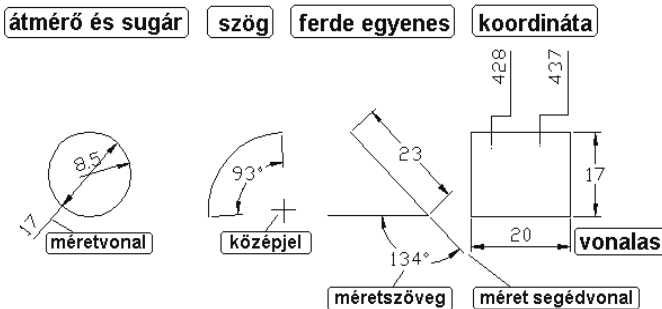 átmérő és sugár
szög
ferde egyenes
koordináta
428
437
8.5
93°
23
17
17
méretvonal
középjel
20
vonalas
134°
méretszöveg
méret segédvonal